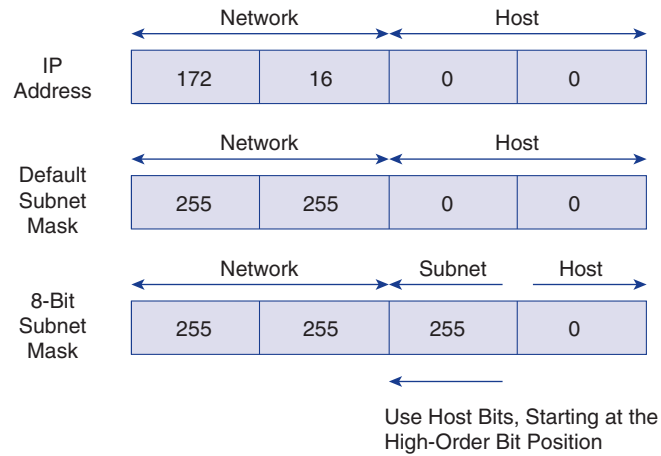 Network Host
IP
Address
172 16 0 0
Network Host
Default
Subnet
Mask
255 255 0 0
Network Subnet Host
8-Bit
Subnet
Mask
255 255 255 0
Use Host Bits, Starting at the
High-Order Bit Position